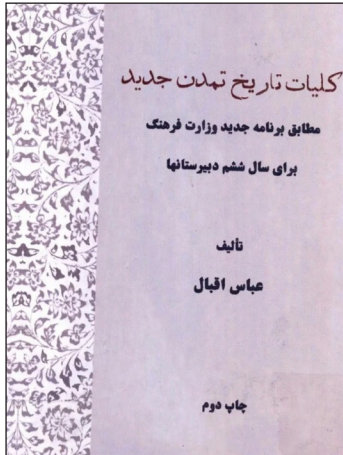 کلیات تاریخ تمدن جدید
مطابق برنامه جدید وزارت فرهنگ
برای سال ششم دبیرستانها
تألیف
عباس اقبال
چاپ دوم